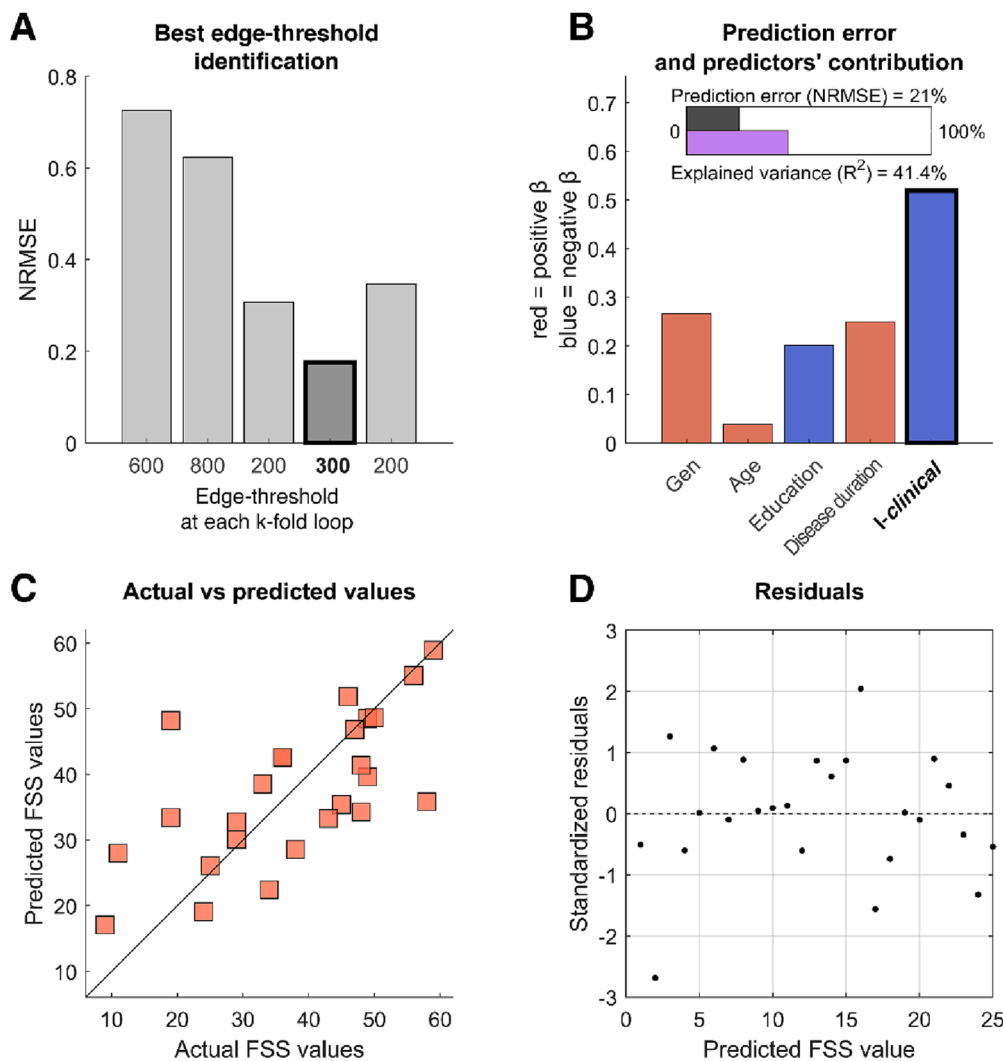 A
Best edge-threshold
identification
NRMSE
0.8
0.6
0.4
0.2
0
600 800 200 300 200
Edge-threshold
at each k-fold loop
B
Prediction error
and predictors' contribution
red = positive β
blue = negative β
0.7
0.6
0.5
0.4
0.3
0.2
0.1
0
Prediction error (NRMSE) = 21%
0 100%
Explained variance (R²) = 41.4%
Gen
Age
Education
Disease duration
I-clinical
C
Actual vs predicted values
Predicted FSS values
60
50
40
30
20
10
10 20 30 40 50 60
Actual FSS values
D
Residuals
Standardized residuals
3
2
1
0
-1
-2
-3
0 5 10 15 20 25
Predicted FSS value